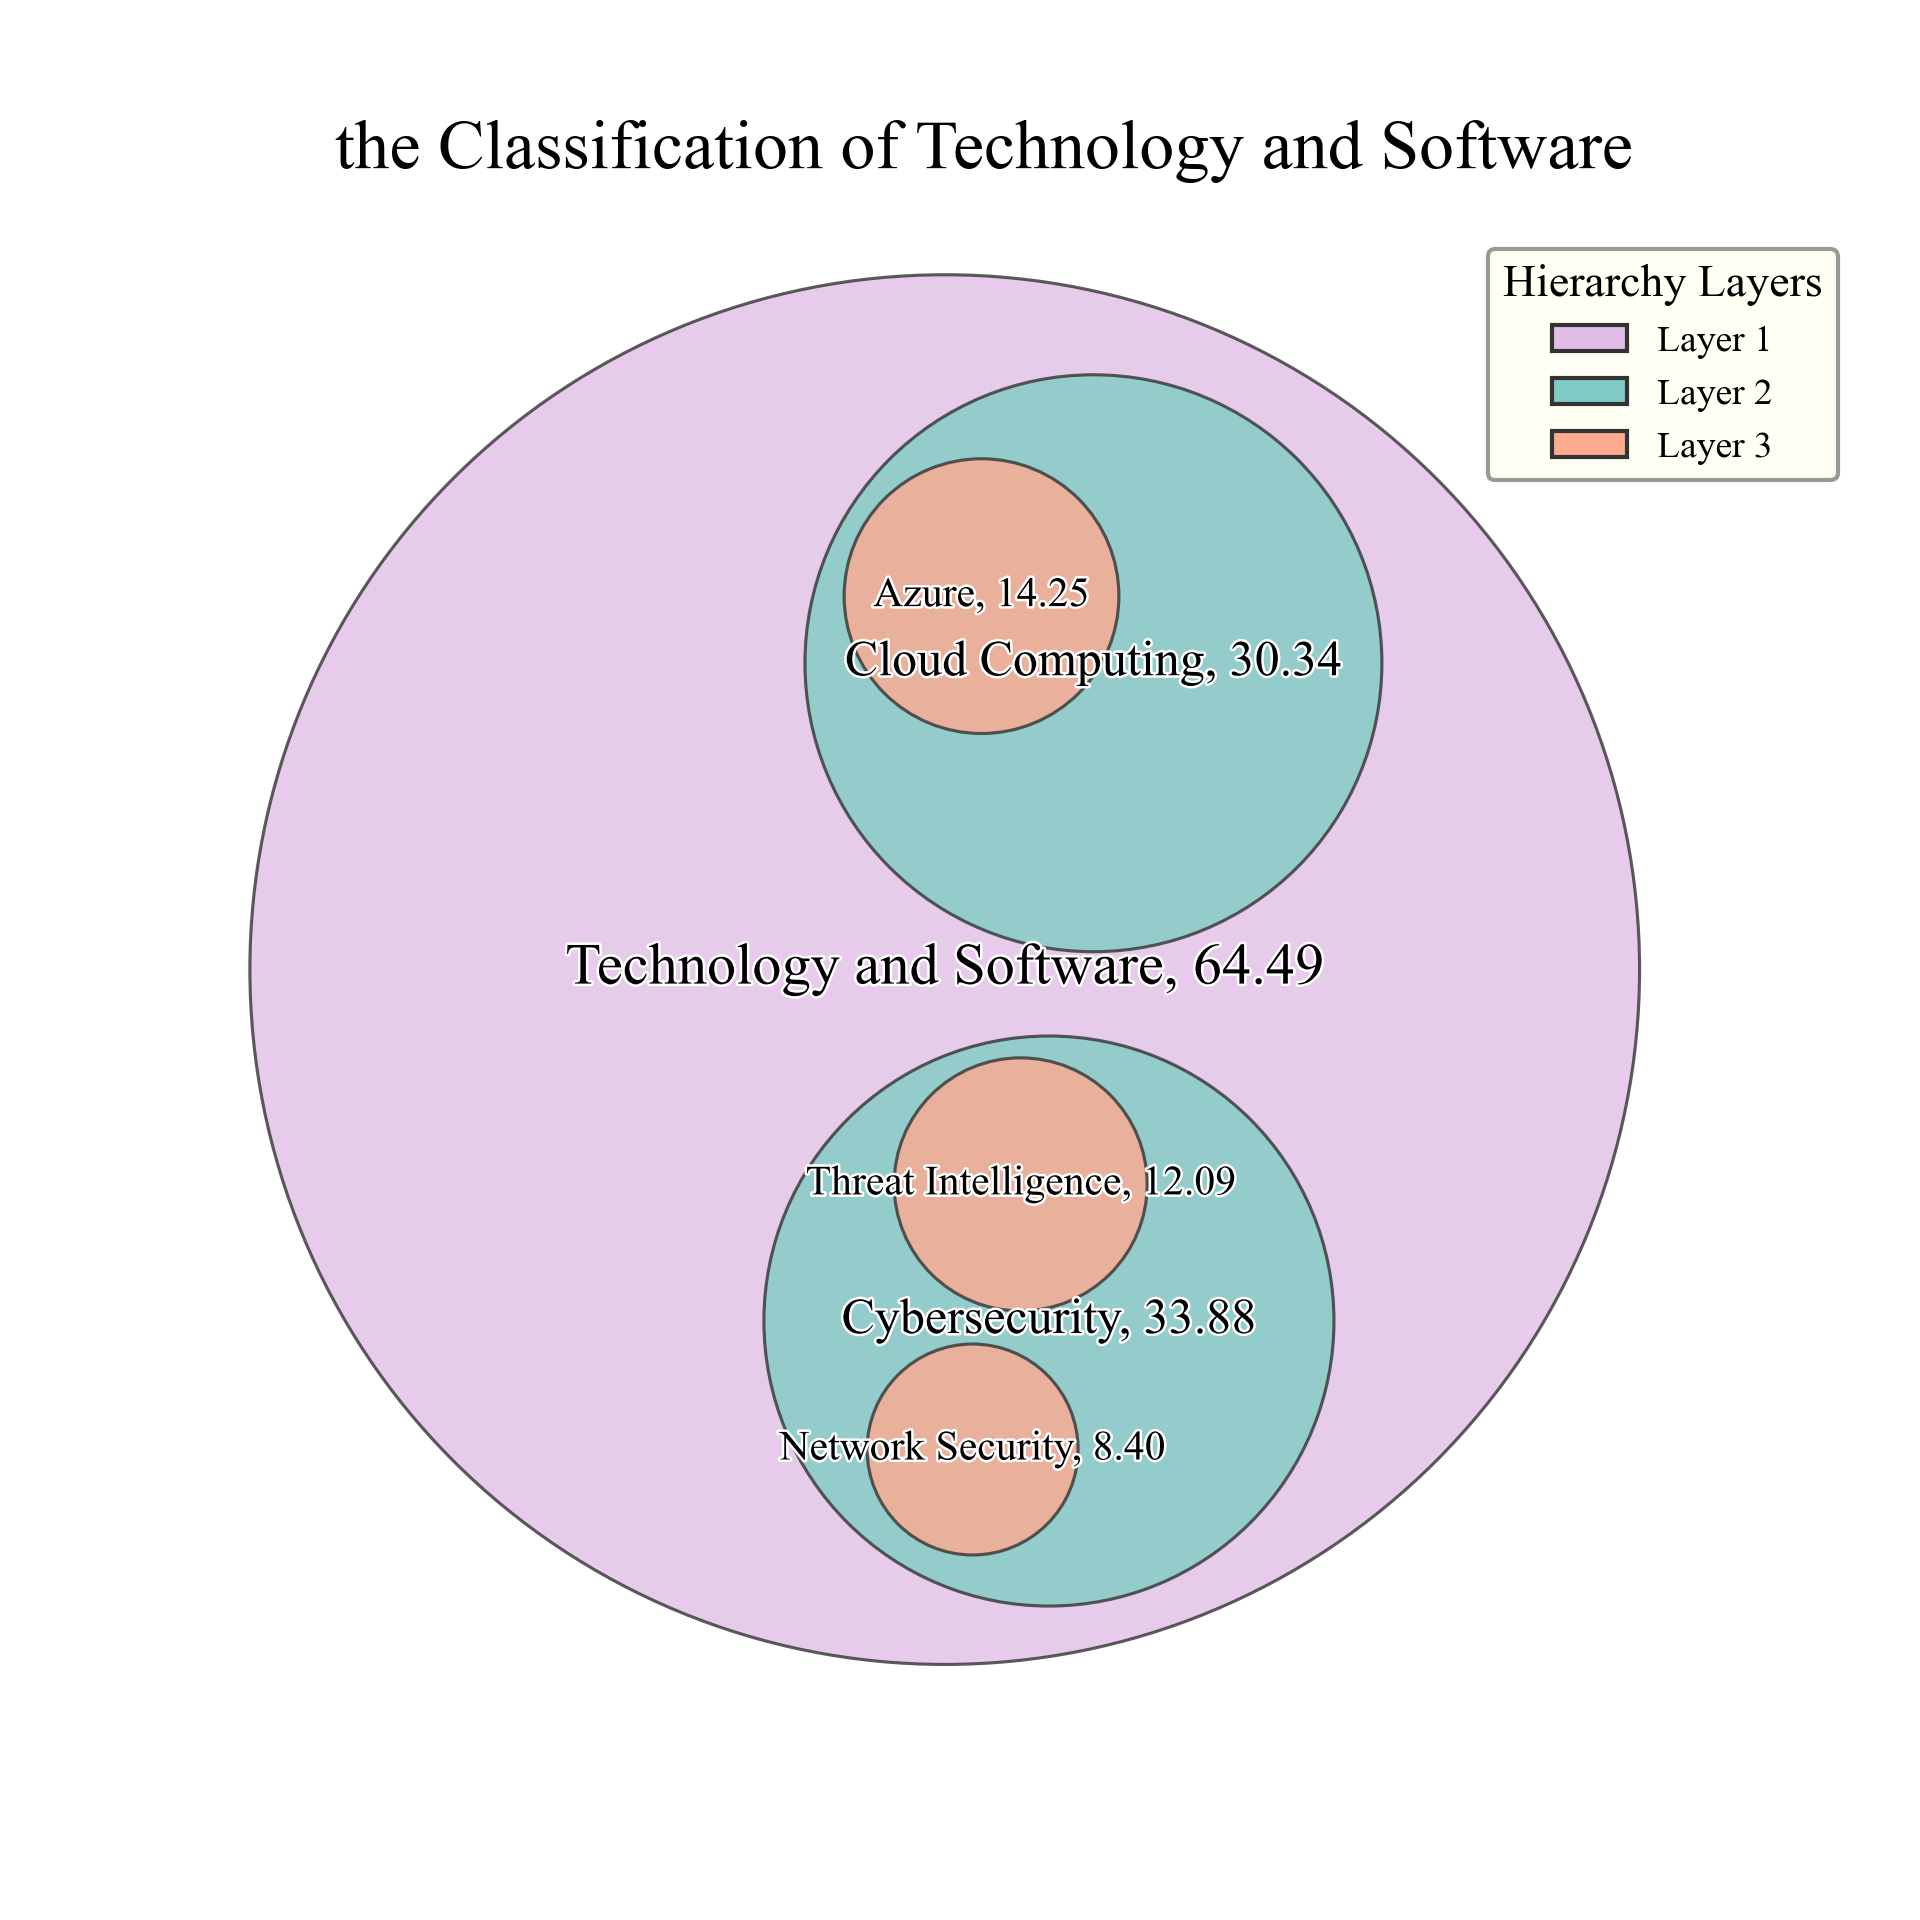 the Classification of Technology and Software
Hierarchy Layers
Layer 1
Layer 2
Layer 3
Azure, 14.25
Cloud Computing, 30.34
Technology and Software, 64.49
Threat Intelligence, 12.09
Cybersecurity, 33.88
Network Security, 8.40